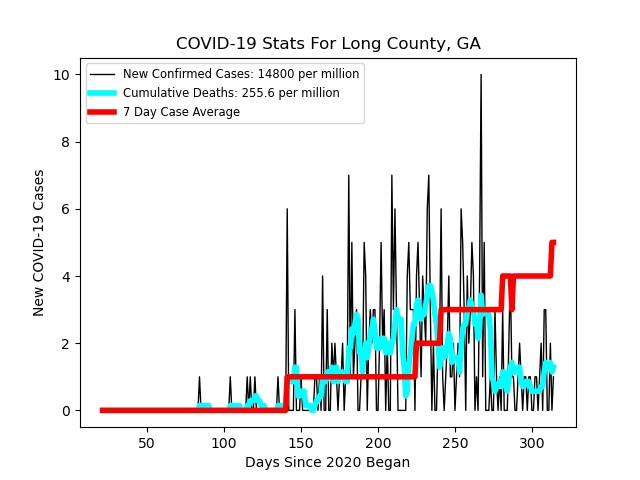 COVID-19 Stats For Long County, GA
New Confirmed Cases: 14800 per million
Cumulative Deaths: 255.6 per million
7 Day Case Average
New COVID-19 Cases
10
8
6
4
2
0
50 100 150 200 250 300
Days Since 2020 Began